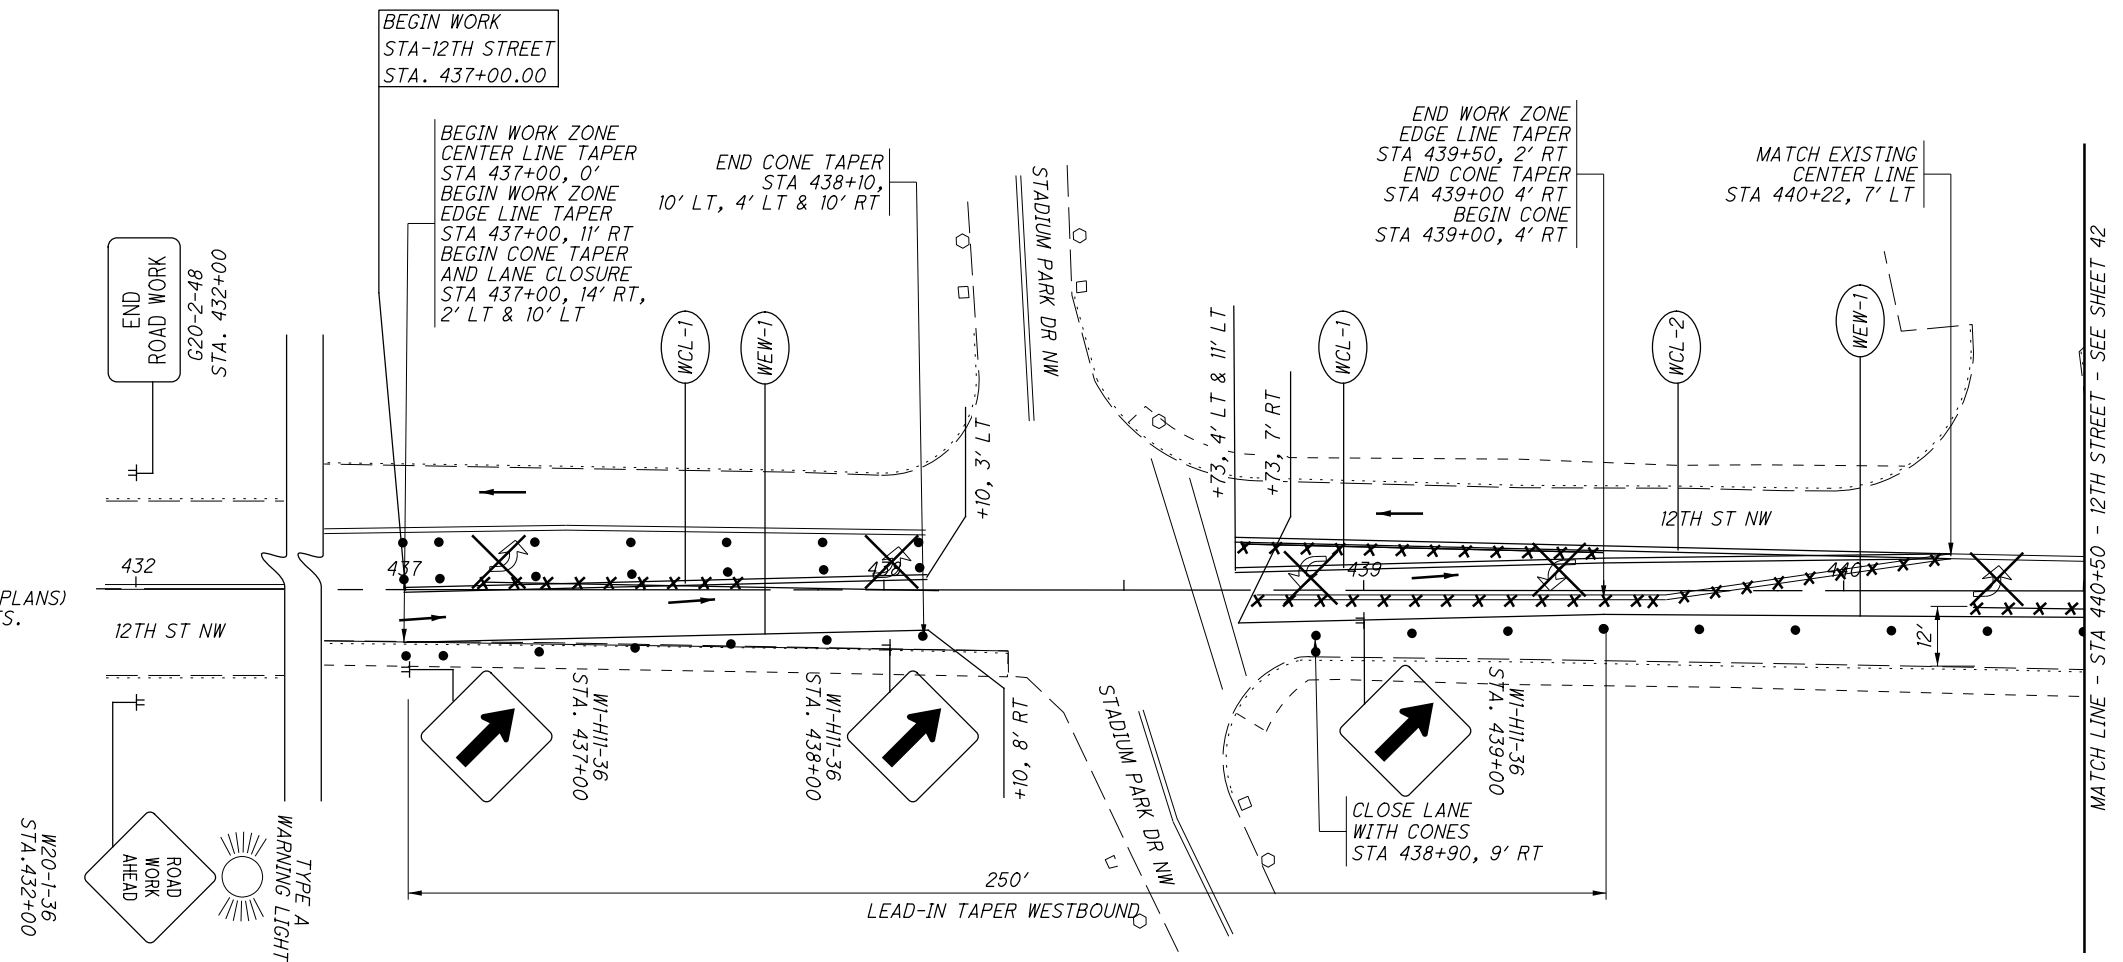 BEGIN WORK
STA-12TH STREET
STA. 437+00.00
BEGIN WORK ZONE
CENTER LINE TAPER
STA 437+00, 0'
BEGIN WORK ZONE
EDGE LINE TAPER
STA 437+00, 11' RT
BEGIN CONE TAPER
AND LANE CLOSURE
STA 437+00, 14' RT,
2' LT & 10' LT
END CONE TAPER
STA 438+10,
10' LT, 4' LT & 10' RT
END WORK ZONE
EDGE LINE TAPER
STA 439+50, 2' RT
END CONE TAPER
STA 439+00 4' RT
BEGIN CONE
STA 439+00, 4' RT
MATCH EXISTING
CENTER LINE
STA 440+22, 7' LT
END
ROAD WORK
G20-2-48
STA. 432+00
WCL-1
WEW-1
STADIUM PARK DR NW
+10, 3' LT
+73, 4' LT & 11' LT
+73, 7' RT
WCL-1
WCL-2
WEW-1
12TH ST NW
432
437
438
439
440
PLANS)
S.
12TH ST NW
12'
W1-H11-36
STA. 437+00
W1-H11-36
STA. 438+00
+10, 8' RT
STADIUM PARK DR NW
W1-H11-36
STA. 439+00
CLOSE LANE
WITH CONES
STA 438+90, 9' RT
250'
LEAD-IN TAPER WESTBOUND
ROAD
WORK
AHEAD
W20-1-36
STA.432+00
TYPE A
WARNING LIGHT
MATCH LINE - STA 440+50 - 12TH STREET - SEE SHEET 42